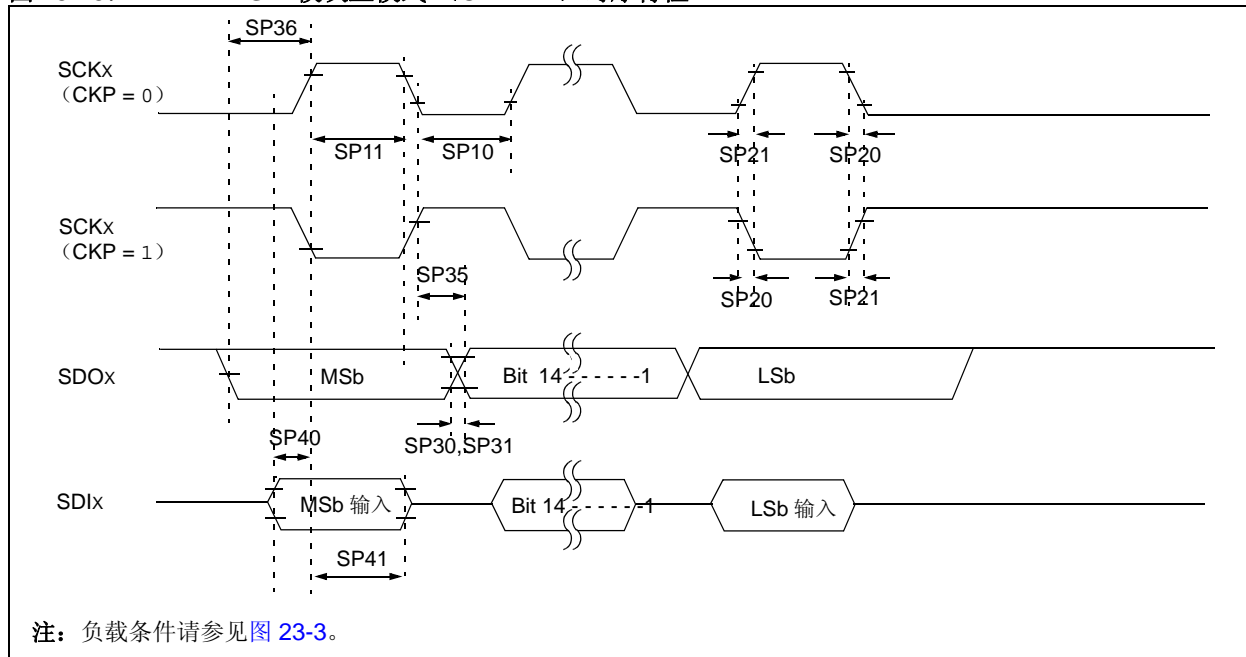 SP36
SCKX
（CKP = 0）
SP11
SP10
SP21
SP20
SCKX
（CKP = 1）
SP35
SP20
SP21
SDOX
MSb
Bit 14 - - - - - -1
LSb
SP40
SP30,SP31
SDIX
MSb 输入
Bit 14 - - - - - -1
LSb 输入
SP41
注：负载条件请参见图 23-3。